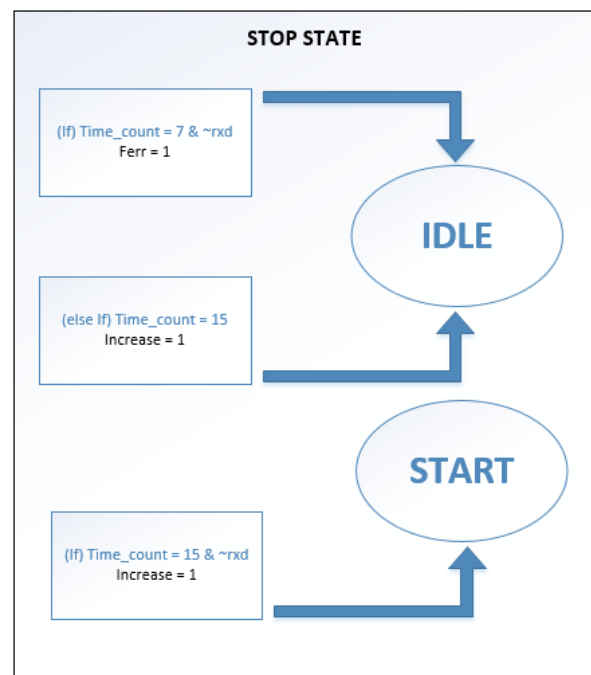 STOP STATE
(If) Time_count = 7 & ~rxd
Ferr = 1
IDLE
(else If) Time_count = 15
Increase = 1
START
(If) Time_count = 15 & ~rxd
Increase = 1